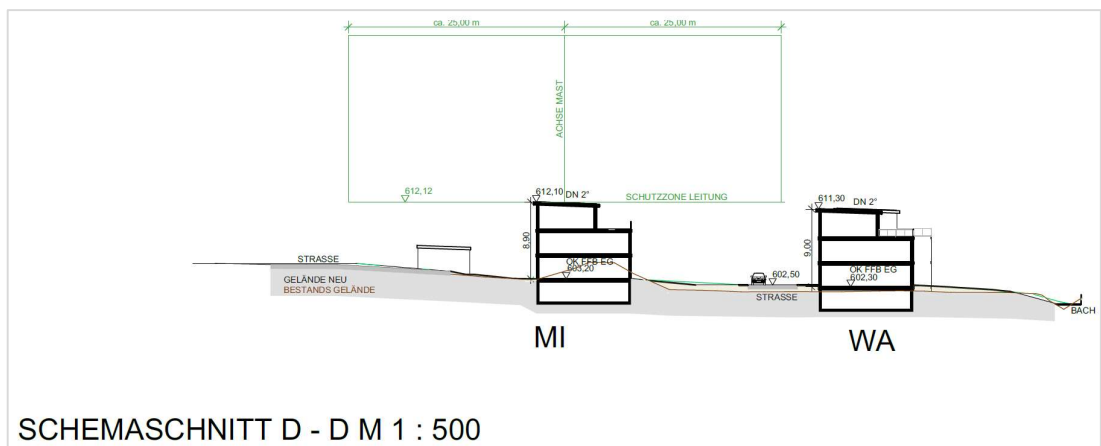 ca. 25,00 m
ca. 25,00 m
ACHSE MAST
612,12
612,10
DN 2°
SCHUTZZONE LEITUNG
611,30
DN 2°
8,90
9,00
STRASSE
OK FFB EG
603,20
602,50
OK FFB EG
602,30
GELÄNDE NEU
BESTANDS GELÄNDE
STRASSE
BACH
MI
WA
SCHEMASCHNITT D - D M 1 : 500